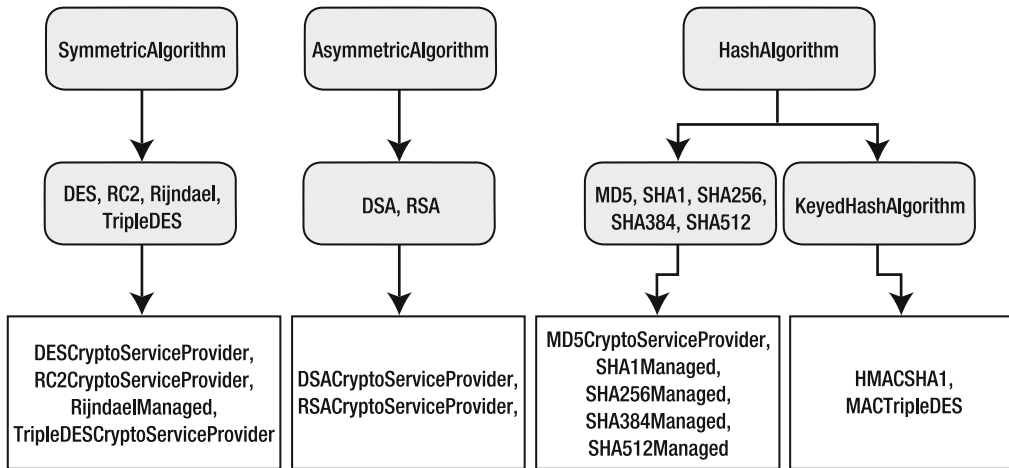 SymmetricAlgorithm
AsymmetricAlgorithm
HashAlgorithm
DES, RC2, Rijndael,
TripleDES
DSA, RSA
MD5, SHA1, SHA256,
SHA384, SHA512
KeyedHashAlgorithm
DESCryptoServiceProvider,
RC2CryptoServiceProvider,
RijndaelManaged,
TripleDESCryptoServiceProvider
DSACryptoServiceProvider,
RSACryptoServiceProvider,
MD5CryptoServiceProvider,
SHA1Managed,
SHA256Managed,
SHA384Managed,
SHA512Managed
HMACSHA1,
MACTripleDES